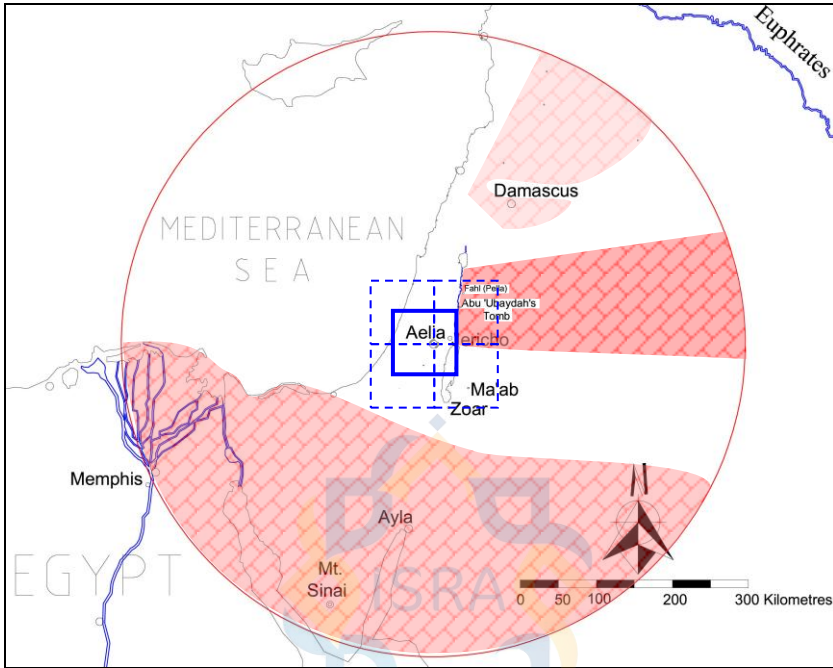 Euphrates
Damascus
MEDITERRANEAN
SEA
Fahl (Pella)
Abu 'Ubaydah's
Tomb
Aelia
Jericho
Ma'ab
Zoar
Memphis
N
Ayla
EGYPT
Mt.
Sinai
ISRA
0 50 100 200 300 Kilometres